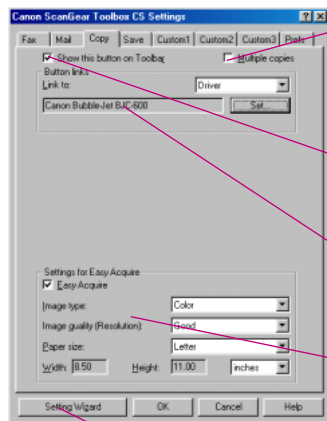 Canon ScanGear Toolbox CS Settings
Fax Mail Copy Save Custom1 Custom2 Custom3 Prefs
Show this button on Toolbar Multiple copies
Button links
Link to: Driver
Canon Bubble-Jet BJC-600 Set...
Settings for Easy Acquire
Easy Acquire
Image type: Color
Image quality (Resolution): Good
Paper size: Letter
Width: 8.50 Height: 11.00 inches
Setting Wizard OK Cancel Help